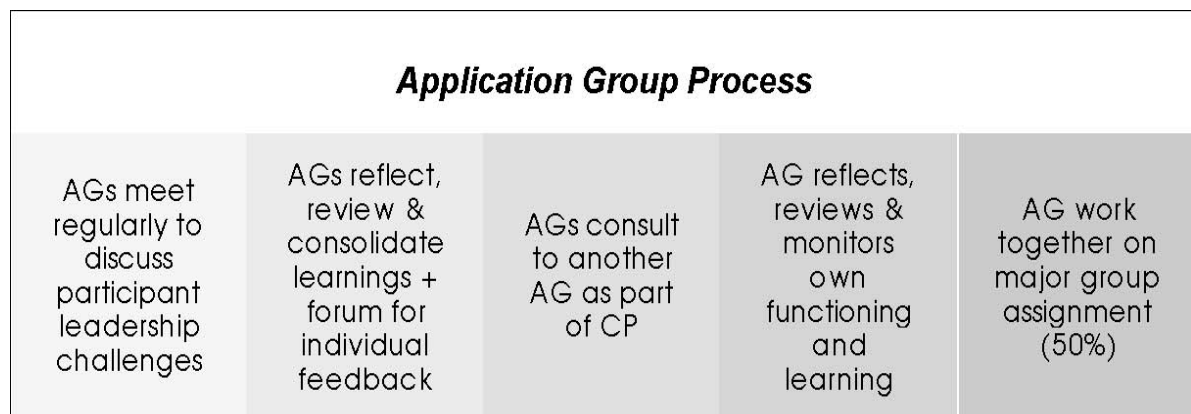 Application Group Process
AGs meet
regularly to
discuss
participant
leadership
challenges
AGs reflect,
review &
consolidate
learnings +
forum for
individual
feedback
AGs consult
to another
AG as part
of CP
AG reflects,
reviews &
monitors
own
functioning
and
learning
AG work
together on
major group
assignment
(50%)